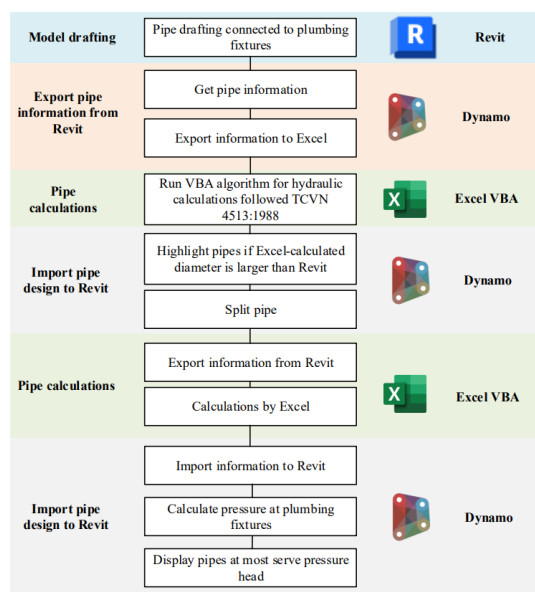 Model drafting
Pipe drafting connected to plumbing
fixtures
R
Revit
Export pipe
information from
Revit
Get pipe information
Export information to Excel
Dynamo
Pipe
calculations
Run VBA algorithm for hydraulic
calculations followed TCVN
4513:1988
X
Excel VBA
Import pipe
design to Revit
Highlight pipes if Excel-calculated
diameter is larger than Revit
Split pipe
Dynamo
Pipe calculations
Export information from Revit
Calculations by Excel
X
Excel VBA
Import pipe
design to Revit
Import information to Revit
Calculate pressure at plumbing
fixtures
Display pipes at most serve pressure
head
Dynamo